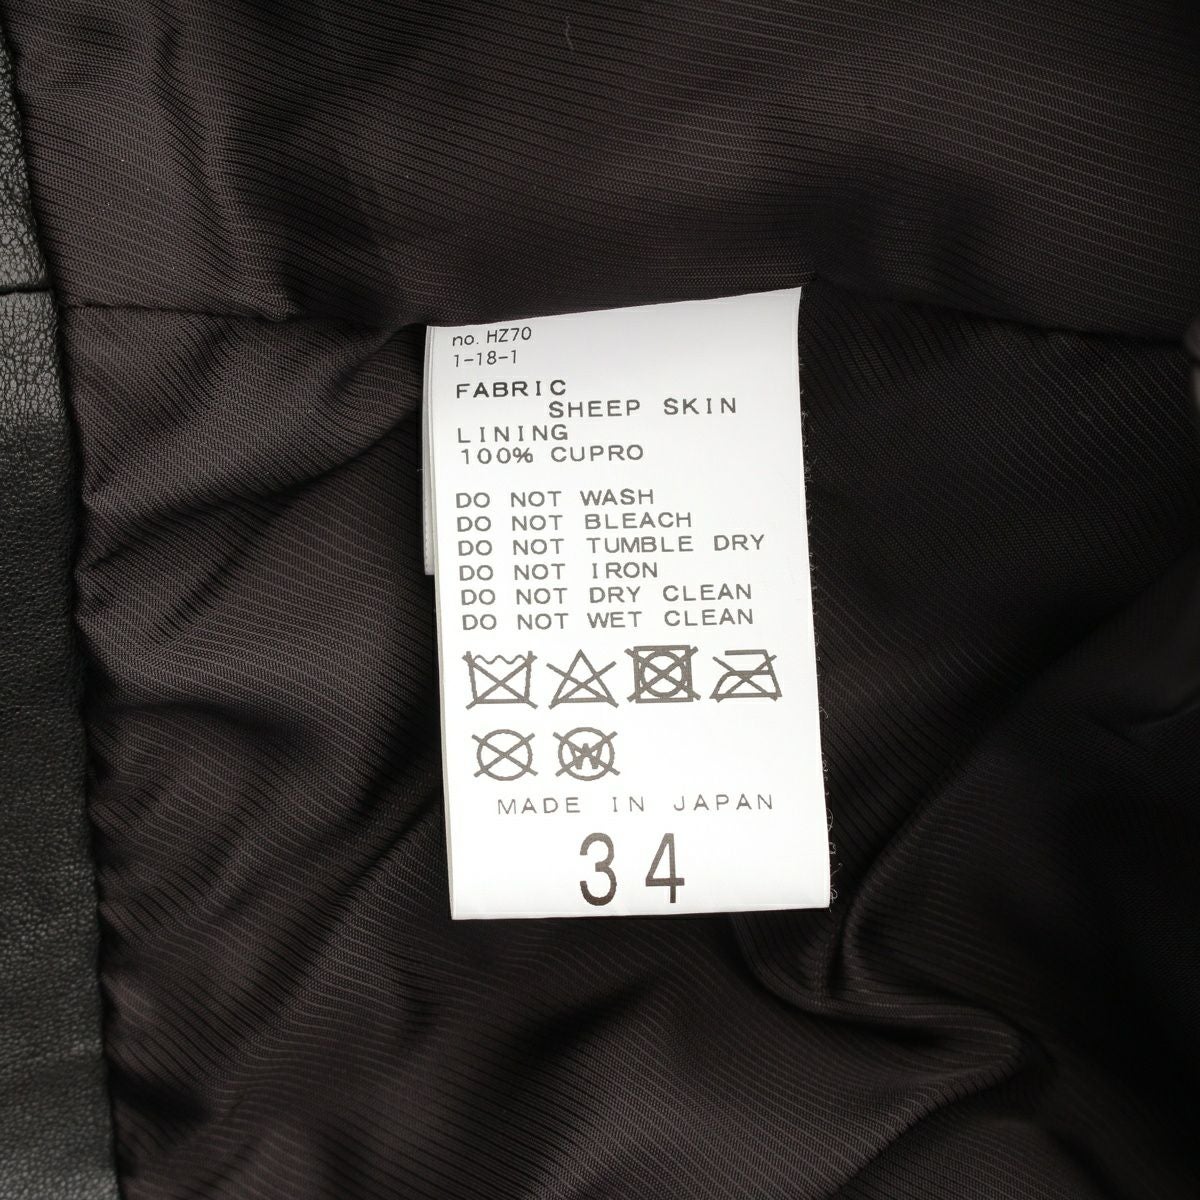 no. HZ70
1-18-1
FABRIC
SHEEP SKIN
LINING
100% CUPRO
DO NOT WASH
DO NOT BLEACH
DO NOT TUMBLE DRY
DO NOT IRON
DO NOT DRY CLEAN
DO NOT WET CLEAN
W
MADE IN JAPAN
34